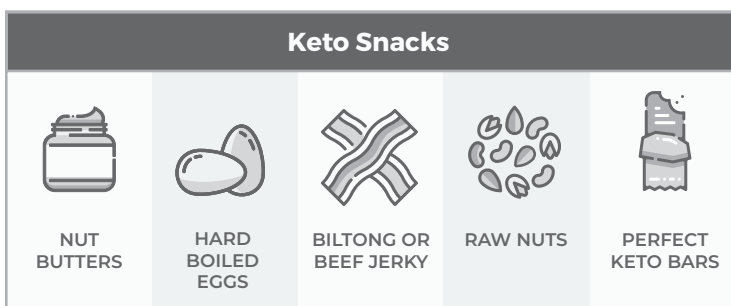 Keto Snacks
NUT
BUTTERS
HARD
BOILED
EGGS
BILTONG OR
BEEF JERKY
RAW NUTS
PERFECT
KETO BARS